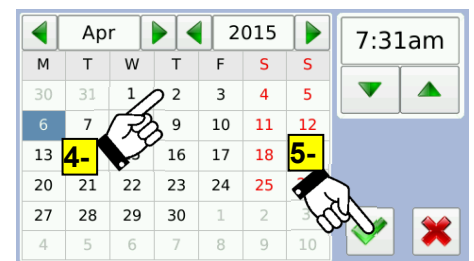 Apr 2015 7:31am
M T W T F S S
30 31 1 2 3 4 5
6 7 9 10 11 12
13 4- 16 17 18 5-
20 21 22 23 24 25
27 28 29 30 1 2 3
4 5 6 7 8 9 10